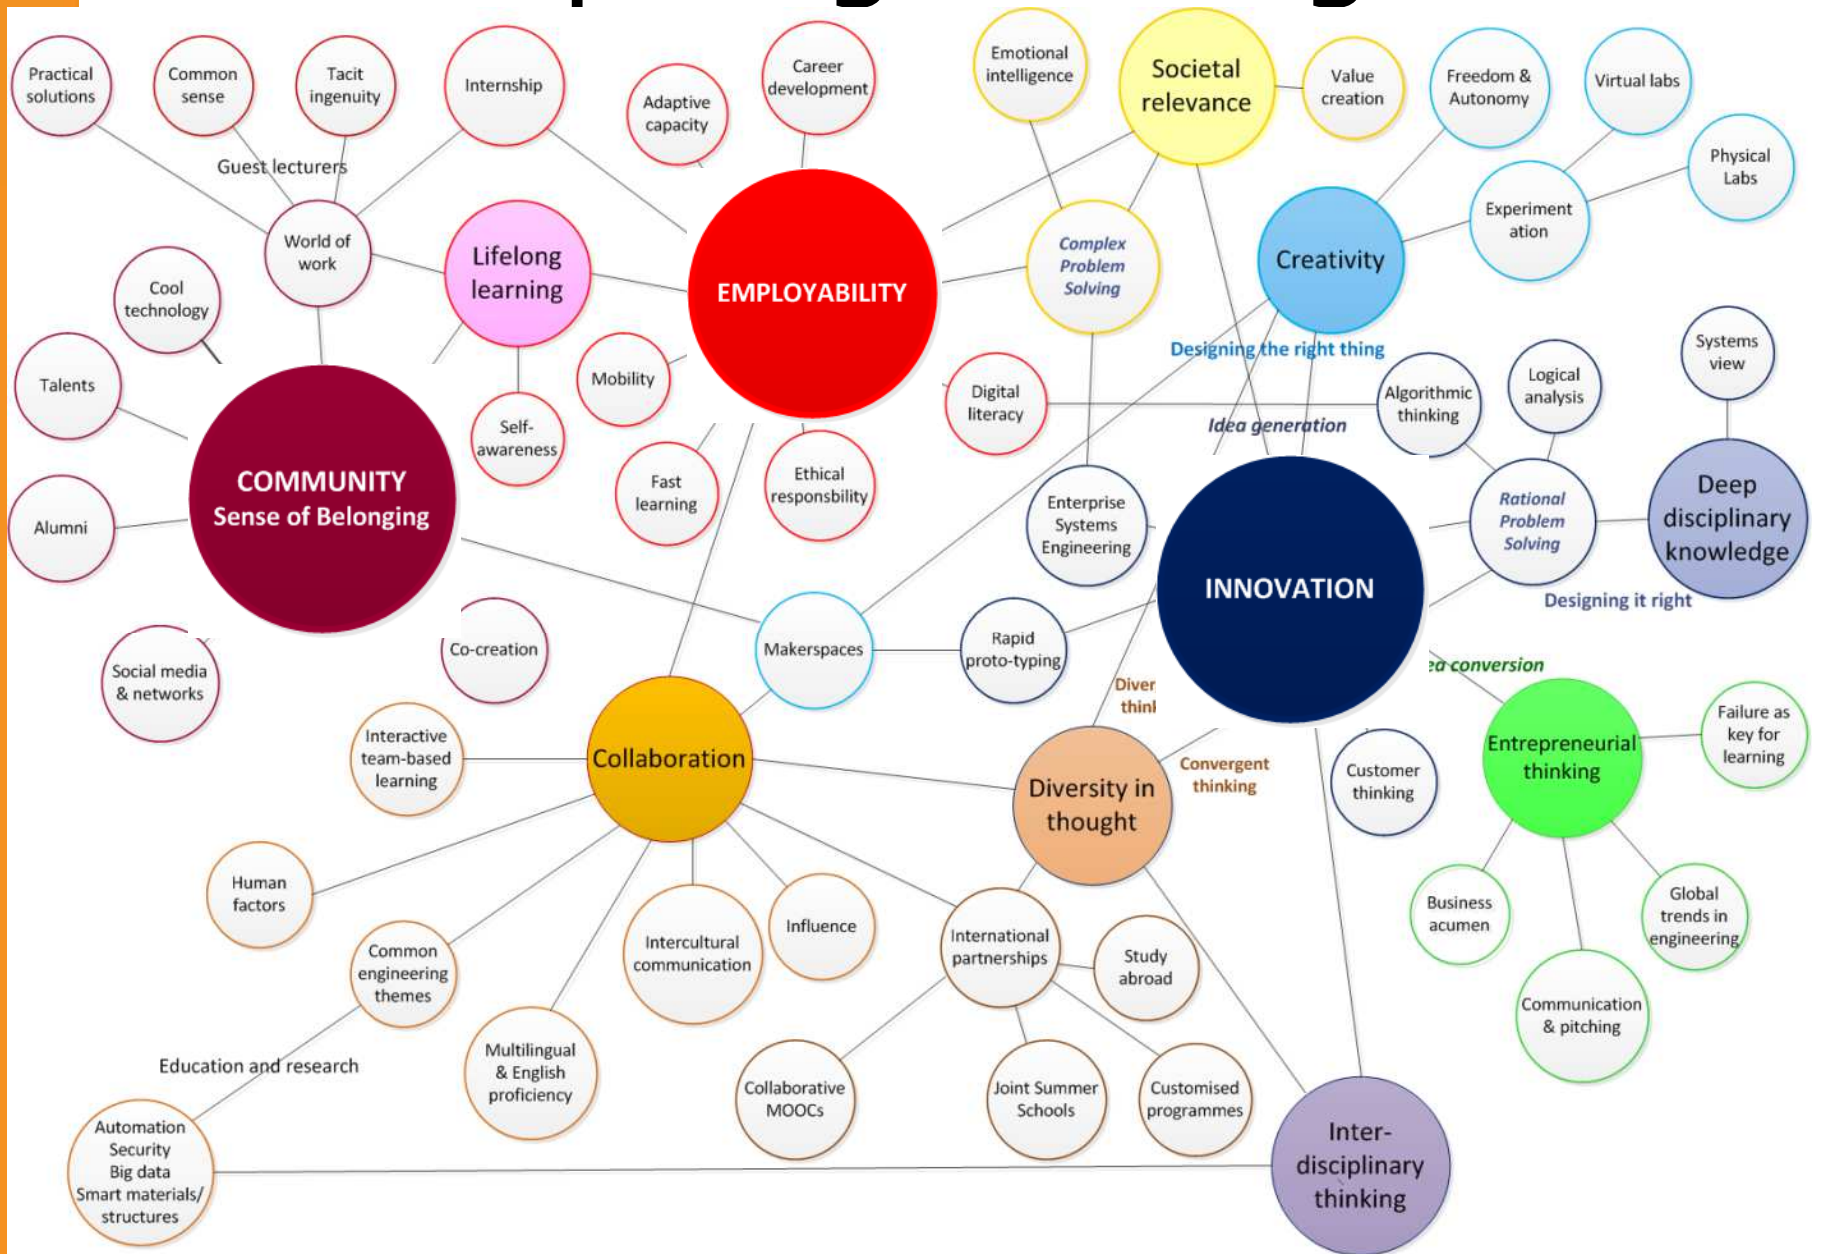 Practical
solutions
Common
sense
Tacit
ingenuity
Internship
Adaptive
capacity
Career
development
Emotional
intelligence
Societal
relevance
Value
creation
Freedom &
Autonomy
Virtual labs
Physical
Labs
Guest lecturers
World of
work
Lifelong
learning
EMPLOYABILITY
Complex
Problem
Solving
Creativity
Experiment
ation
Cool
technology
Designing the right thing
Systems
view
Talents
Mobility
Digital
literacy
Algorithmic
thinking
Logical
analysis
Self-
awareness
Idea generation
COMMUNITY
Sense of Belonging
Fast
learning
Ethical
responsbility
Enterprise
Systems
Engineering
Rational
Problem
Solving
Deep
disciplinary
knowledge
Alumni
INNOVATION
Designing it right
Social media
& networks
Co-creation
Makerspaces
Rapid
proto-typing
conversion
Interactive
team-based
learning
Collaboration
Diversity in
thought
Convergent
thinking
Customer
thinking
Entrepreneurial
thinking
Failure as
key for
learning
Human
factors
Common
engineering
themes
Intercultural
communication
Influence
International
partnerships
Study
abroad
Business
acumen
Global
trends in
engineering
Communication
& pitching
Education and research
Multilingual
& English
proficiency
Collaborative
MOOCs
Joint Summer
Schools
Customised
programmes
Automation
Security
Big data
Smart materials/
structures
Inter-
disciplinary
thinking